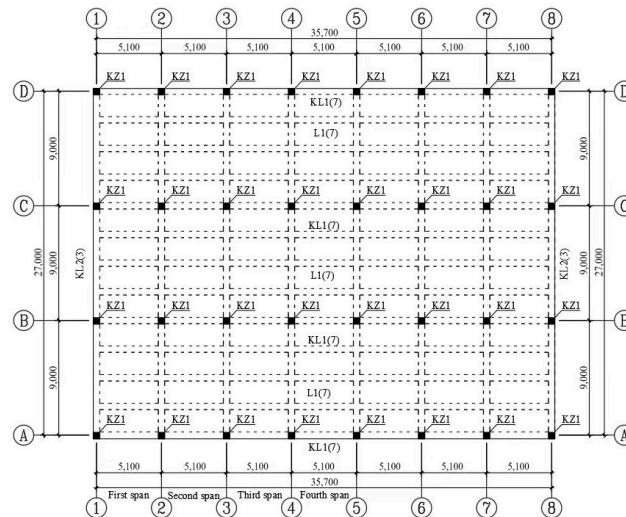 1 2 3 4 5 6 7 8
35,700
5,100 5,100 5,100 5,100 5,100 5,100 5,100
KZ1 KZ1 KZ1 KZ1 KZ1 KZ1 KZ1 KZ1
D D
KL1(7)
L1(7)
9,000 9,000
KZ1 KZ1 KZ1 KZ1 KZ1 KZ1 KZ1 KZ1
C C
KL1(7)
27,000 9,000 KL2(3) L1(7) KL2(3) 9,000 27,000
KZ1 KZ1 KZ1 KZ1 KZ1 KZ1 KZ1 KZ1
B B
KL1(7)
9,000 9,000
L1(7)
KZ1 KZ1 KZ1 KZ1 KZ1 KZ1 KZ1 KZ1
A A
KL1(7)
5,100 5,100 5,100 5,100 5,100 5,100 5,100
35,700
First span Second span Third span Fourth span
1 2 3 4 5 6 7 8